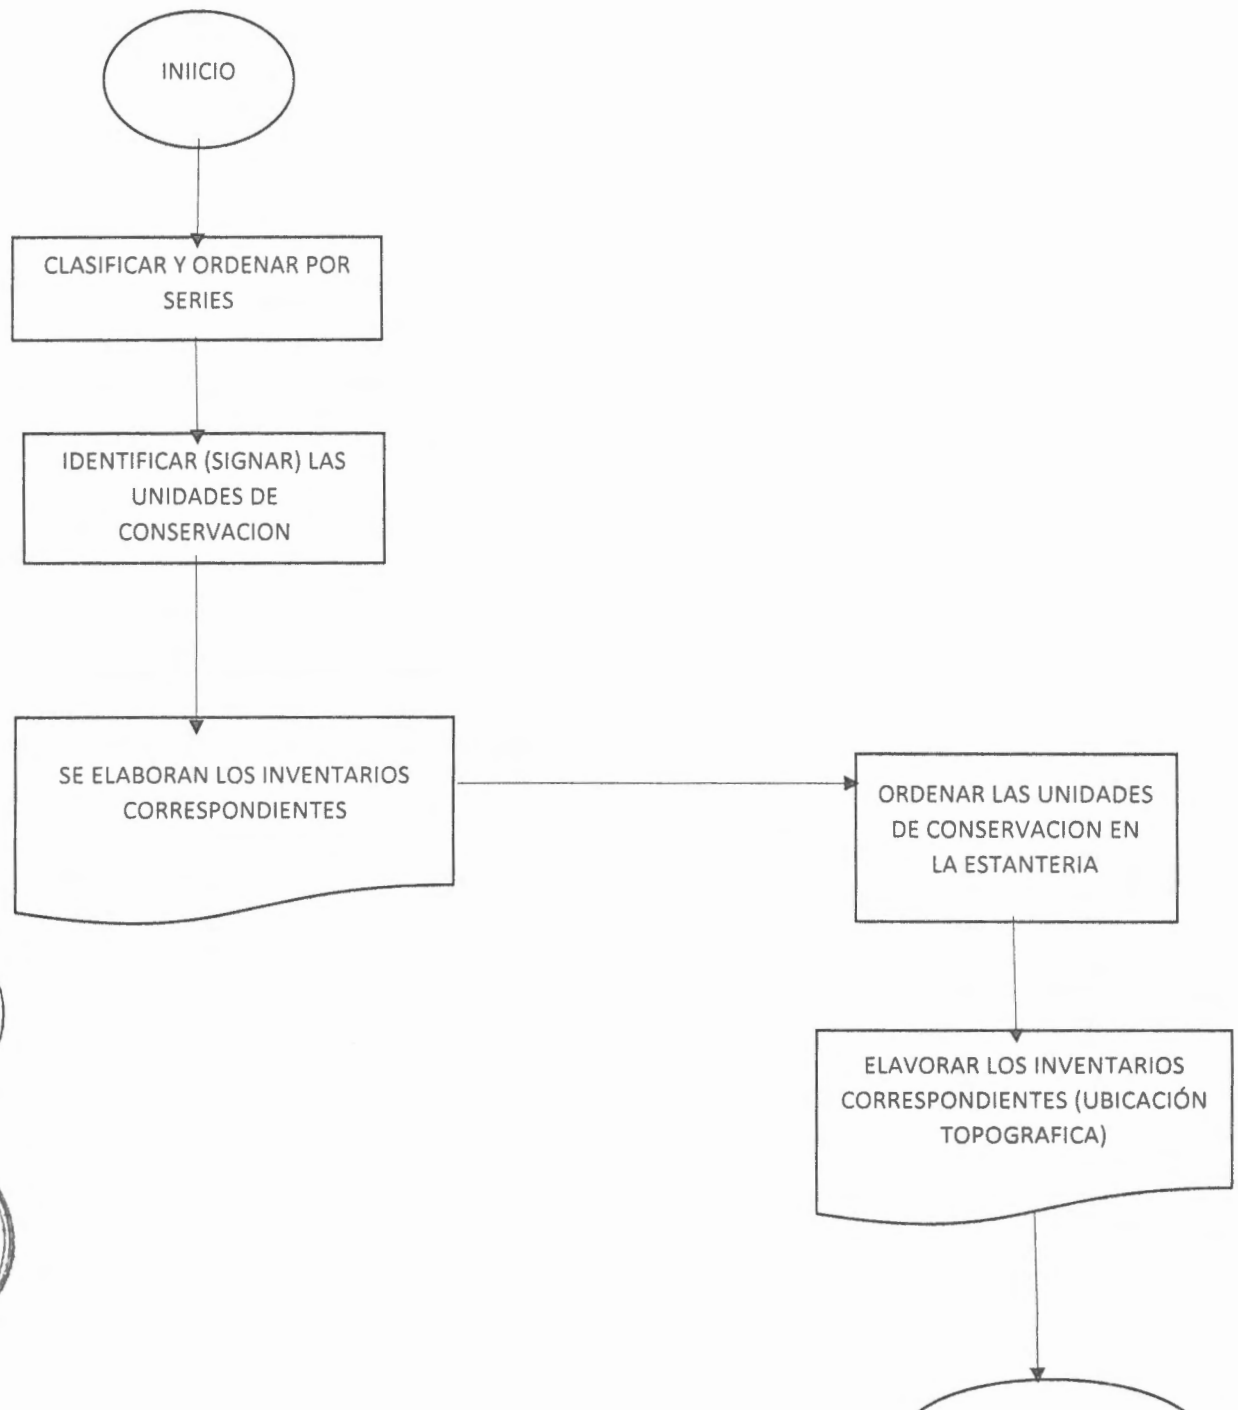 INIICIO
CLASIFICAR Y ORDENAR POR
SERIES
IDENTIFICAR (SIGNAR) LAS
UNIDADES DE
CONSERVACION
SE ELABORAN LOS INVENTARIOS
CORRESPONDIENTES
ORDENAR LAS UNIDADES
DE CONSERVACION EN
LA ESTANTERIA
ELAVORAR LOS INVENTARIOS
CORRESPONDIENTES (UBICACIÓN
TOPOGRAFICA)